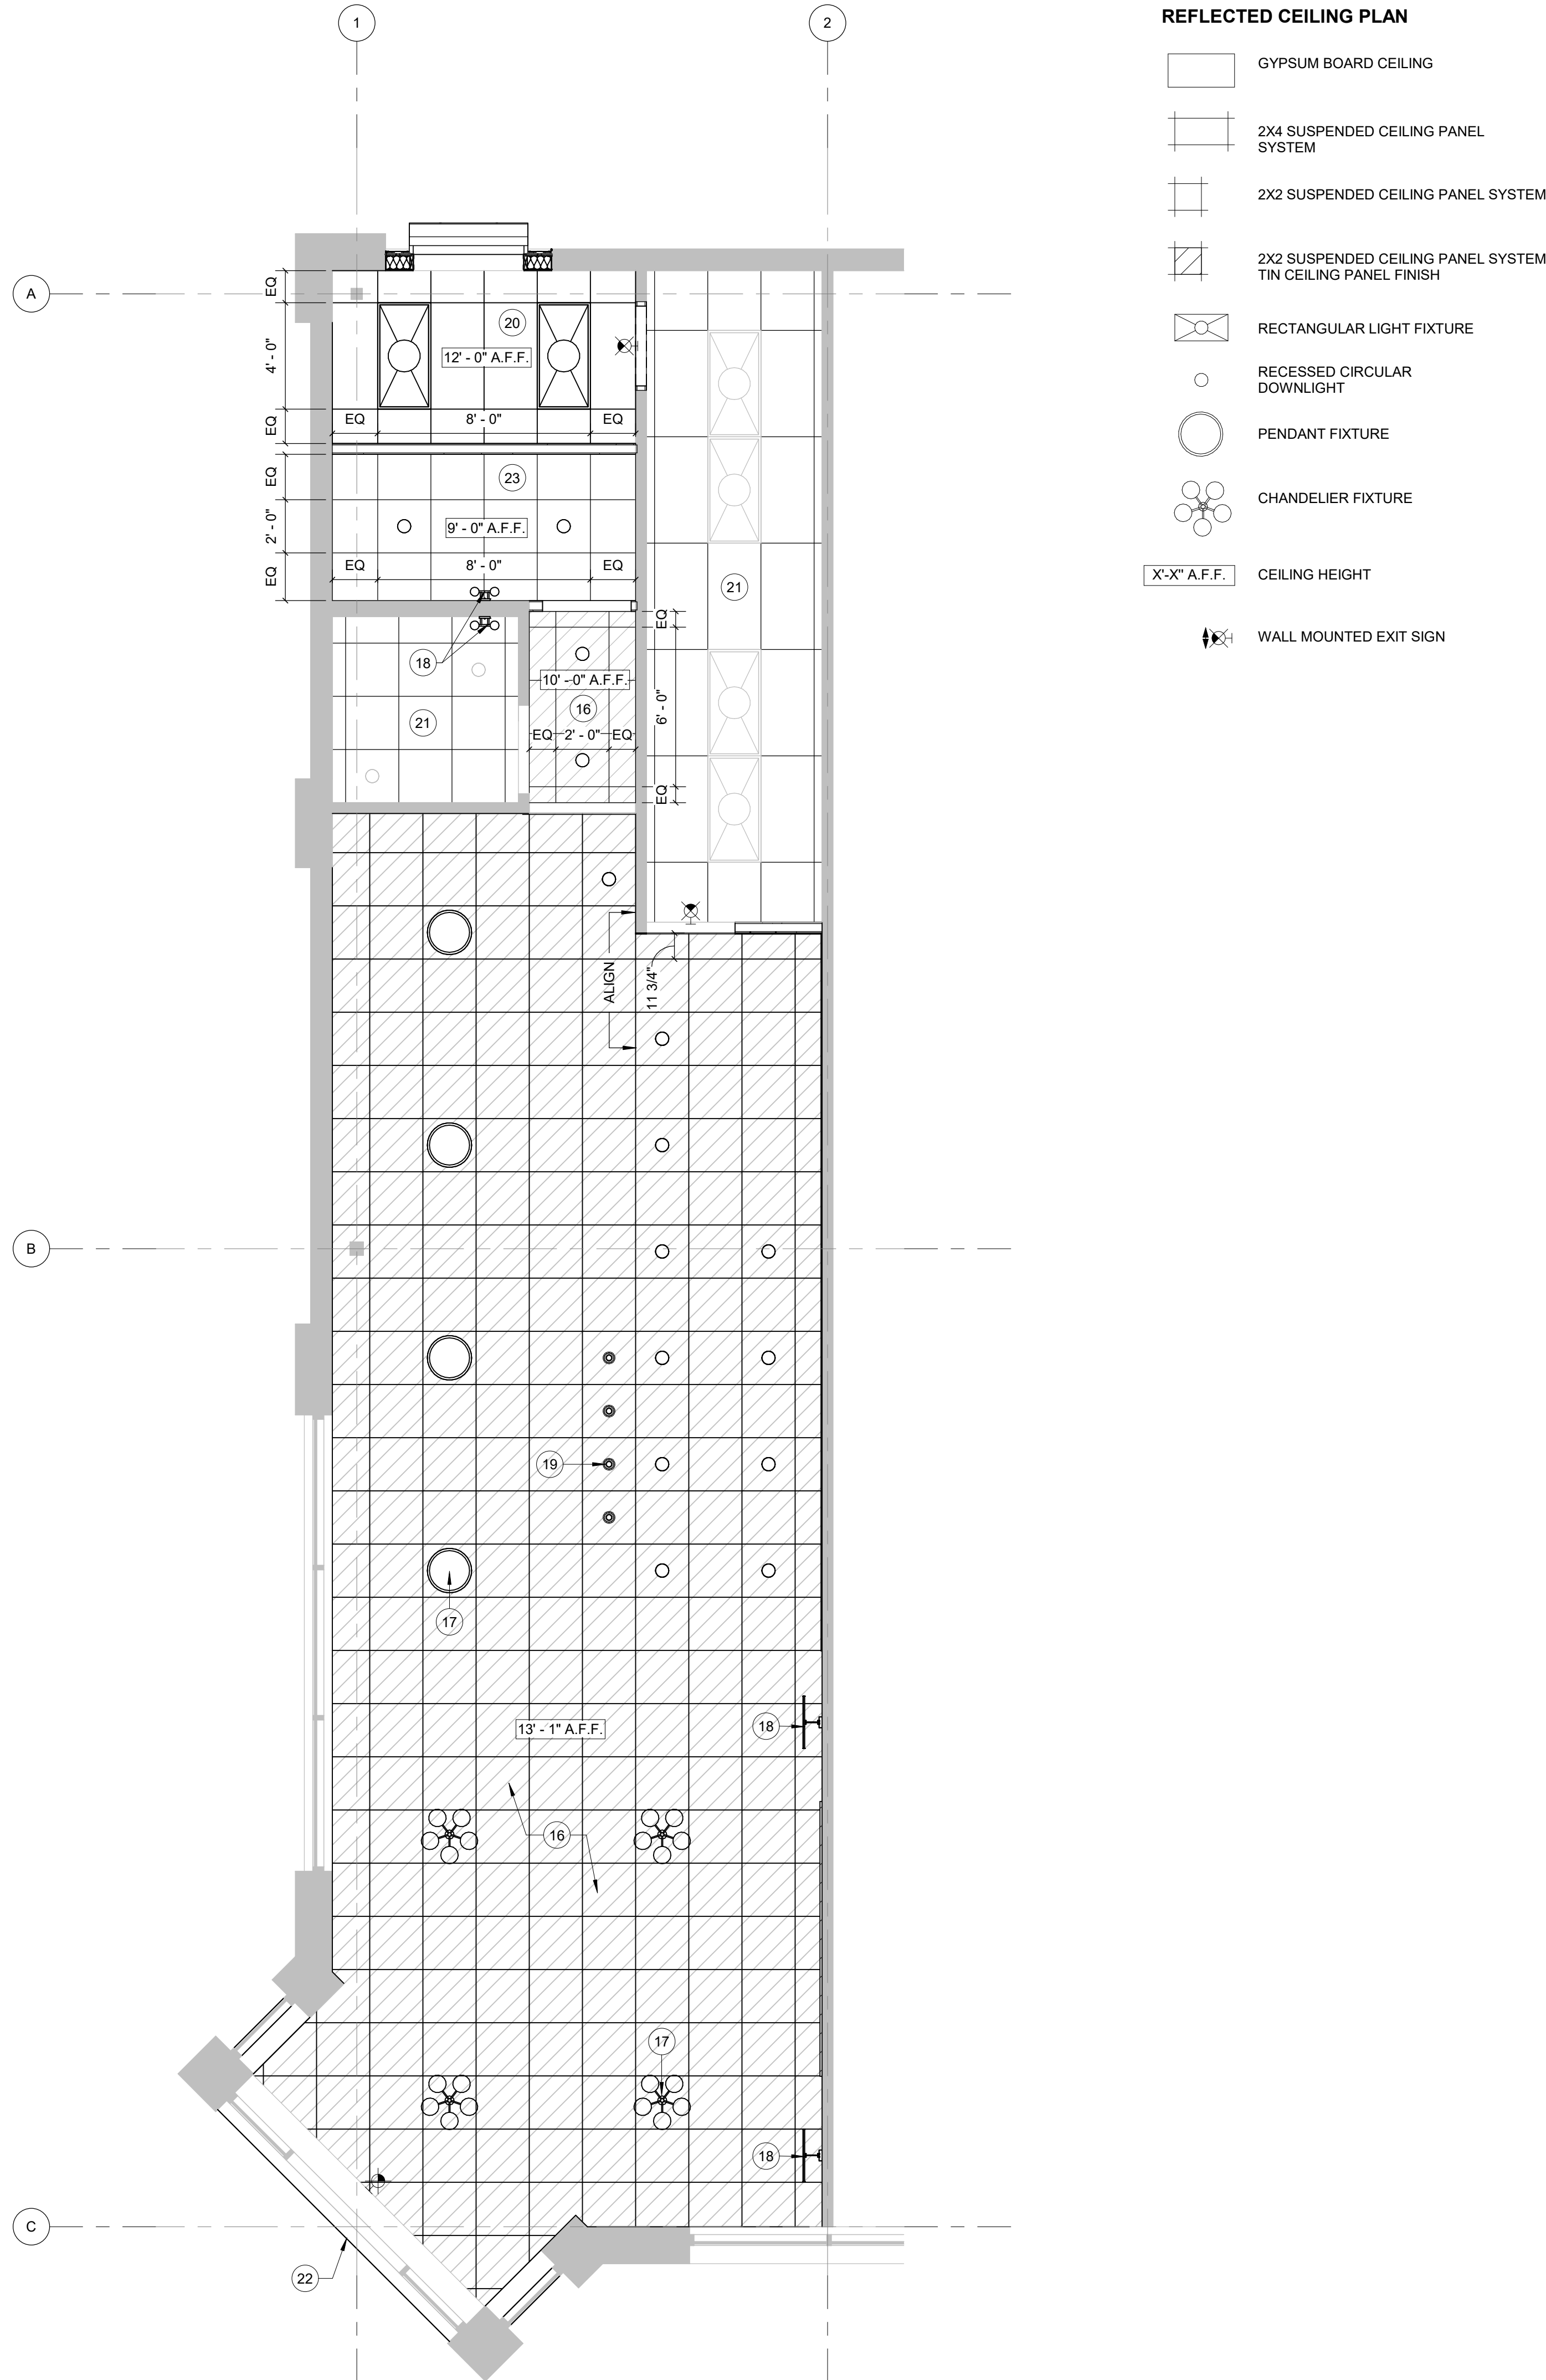 1
2
REFLECTED CEILING PLAN
GYPSUM BOARD CEILING
2X4 SUSPENDED CEILING PANEL
SYSTEM
2X2 SUSPENDED CEILING PANEL SYSTEM
2X2 SUSPENDED CEILING PANEL SYSTEM
TIN CEILING PANEL FINISH
RECTANGULAR LIGHT FIXTURE
RECESSED CIRCULAR
DOWNLIGHT
PENDANT FIXTURE
CHANDELIER FIXTURE
X'-X" A.F.F.
CEILING HEIGHT
WALL MOUNTED EXIT SIGN
A
EQ
4' - 0"
EQ
20
12' - 0" A.F.F.
EQ
8' - 0"
EQ
EQ
2' - 0"
EQ
23
9' - 0" A.F.F.
EQ
8' - 0"
EQ
21
18
21
10' - 0" A.F.F.
16
EQ
2' - 0"
EQ
EQ
6' - 0"
EQ
ALIGN
11 3/4"
B
19
17
13' - 1" A.F.F.
18
16
17
18
C
22